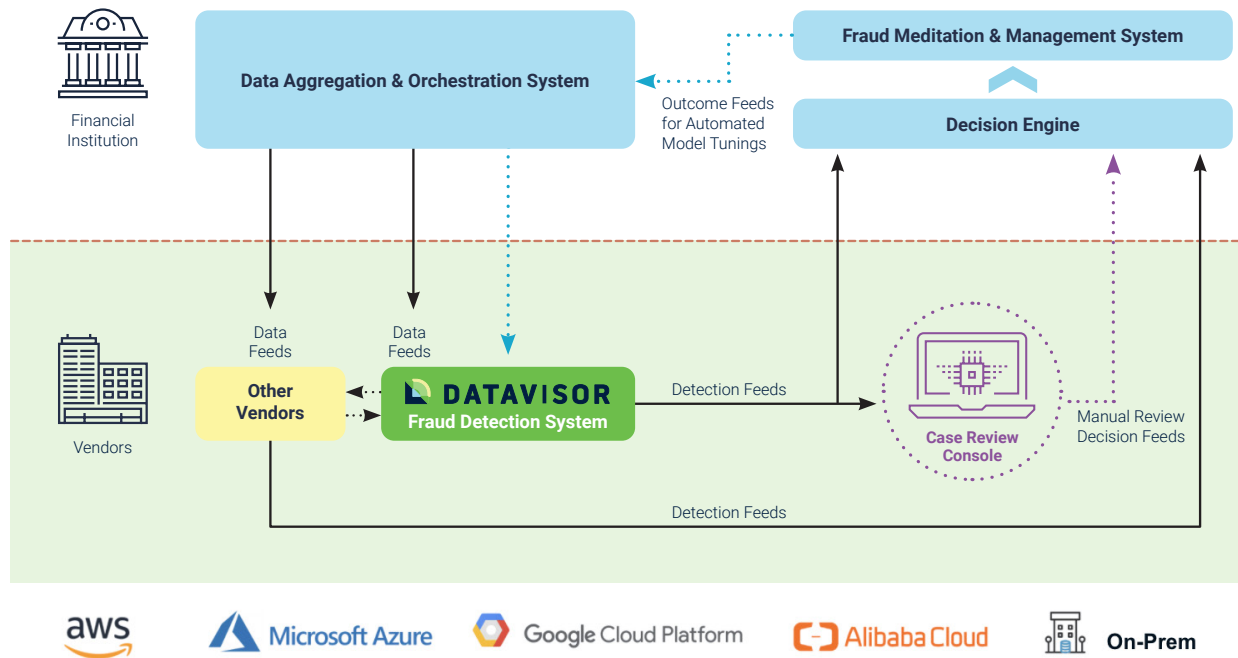 Financial
Institution
Data Aggregation & Orchestration System
Outcome Feeds
for Automated
Model Tunings
Fraud Meditation & Management System
Decision Engine
Vendors
Data
Feeds
Data
Feeds
Other
Vendors
DATAVISOR
Fraud Detection System
Detection Feeds
Case Review
Console
Manual Review
Decision Feeds
Detection Feeds
aws
Microsoft Azure
Google Cloud Platform
Alibaba Cloud
On-Prem